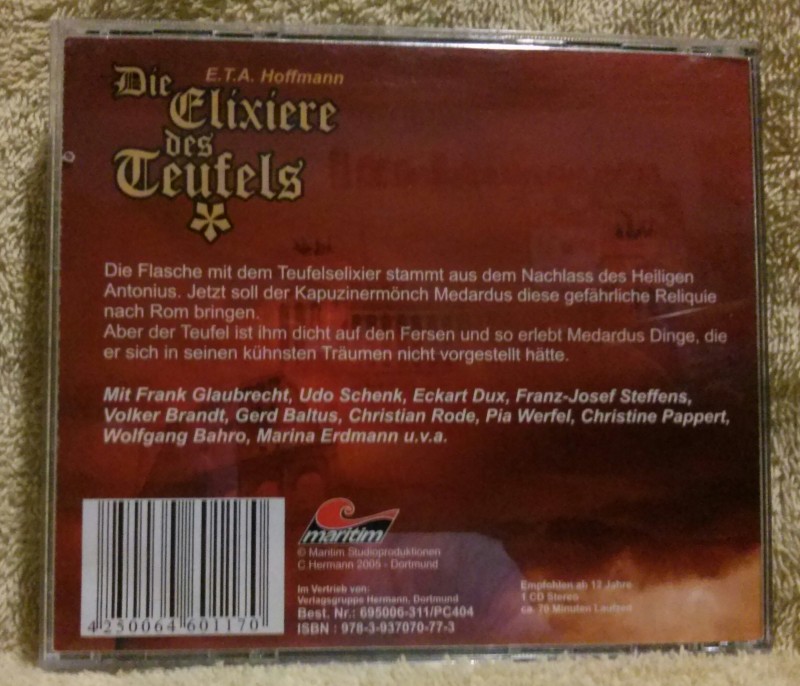 E.T.A. Hoffmann
Die
Elixiere
des
Teufels
Die Flasche mit dem Teufelselixier stammt aus dem Nachlass des Heiligen
Antonius. Jetzt soll der Kapuzinermönch Medardus diese gefährliche Reliquie
nach Rom bringen.
Aber der Teufel ist ihm dicht auf den Fersen und so erlebt Medardus Dinge, die
er sich in seinen kühnsten Träumen nicht vorgestellt hätte.
Mit Frank Glaubrecht, Udo Schenk, Eckart Dux, Franz-Josef Steffens,
Volker Brandt, Gerd Baltus, Christian Rode, Pia Werfel, Christine Pappert,
Wolfgang Bahro, Marina Erdmann u.v.a.
maritim
© Maritim Studioproduktionen
C.Hermann 2005 - Dortmund
Im Vertrieb von:
Verlagsgruppe Hermann, Dortmund
Best. Nr.: 695006-311/PC404
ISBN : 978-3-937070-77-3
Empfohlen ab 12 Jahre
1 CD Stereo
ca. 70 Minuten Laufzeit
4250064601170